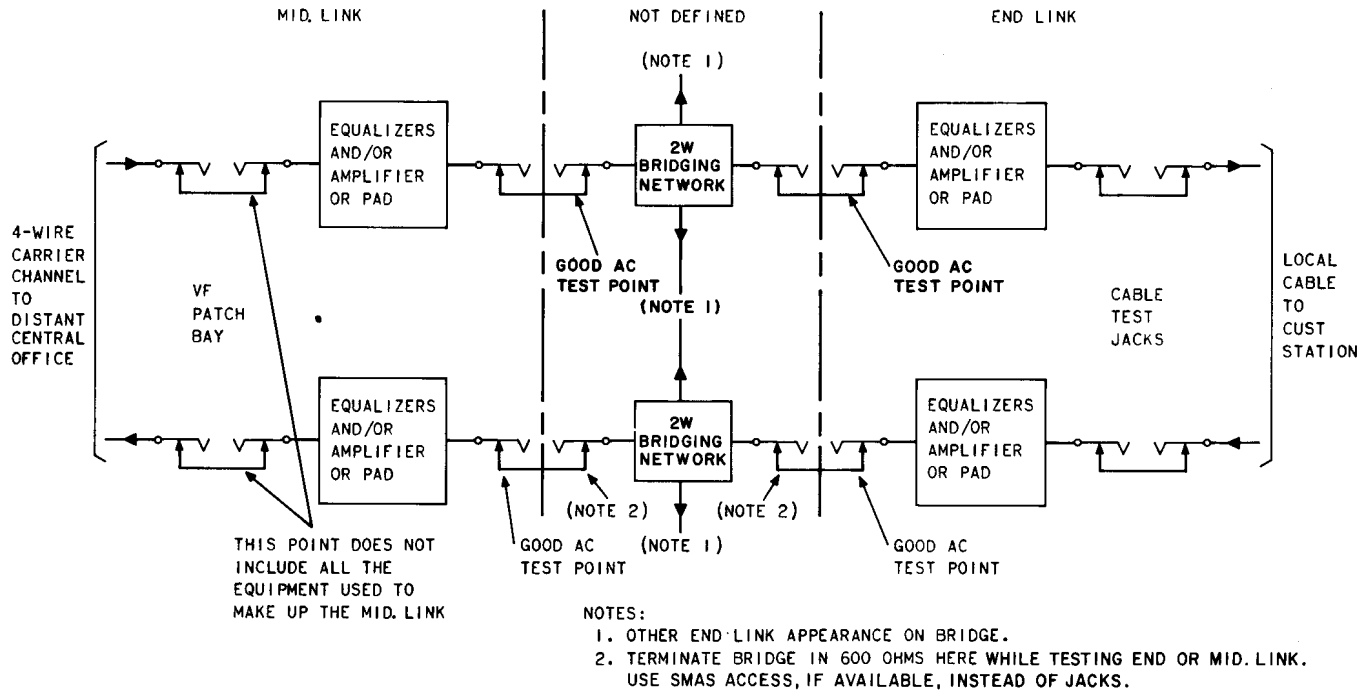 MID. LINK
NOT DEFINED
END LINK
(NOTE 1)
EQUALIZERS
AND/OR
AMPLIFIER
OR PAD
2W
BRIDGING
NETWORK
EQUALIZERS
AND/OR
AMPLIFIER
OR PAD
4-WIRE
CARRIER
CHANNEL
TO
DISTANT
CENTRAL
OFFICE
VF
PATCH
BAY
GOOD AC
TEST POINT
(NOTE 1)
GOOD AC
TEST POINT
CABLE
TEST
JACKS
LOCAL
CABLE
TO
CUST
STATION
EQUALIZERS
AND/OR
AMPLIFIER
OR PAD
2W
BRIDGING
NETWORK
EQUALIZERS
AND/OR
AMPLIFIER
OR PAD
(NOTE 2)
(NOTE 2)
THIS POINT DOES NOT
INCLUDE ALL THE
EQUIPMENT USED TO
MAKE UP THE MID. LINK
GOOD AC
TEST POINT
(NOTE 1)
GOOD AC
TEST POINT
NOTES:
1. OTHER END LINK APPEARANCE ON BRIDGE.
2. TERMINATE BRIDGE IN 600 OHMS HERE WHILE TESTING END OR MID. LINK.
USE SMAS ACCESS, IF AVAILABLE, INSTEAD OF JACKS.